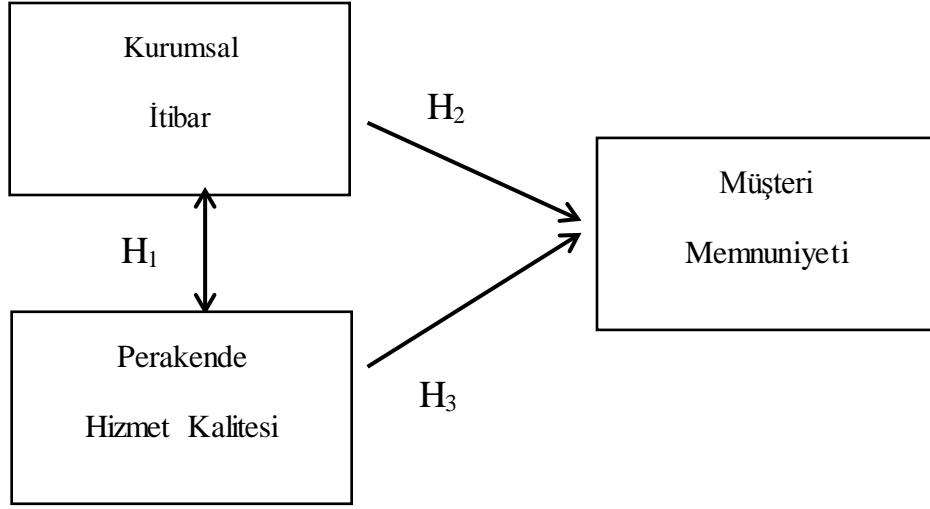 Kurumsal
İtibar
H₂
Müşteri
Memnuniyeti
H₁
Perakende
Hizmet Kalitesi
H₃